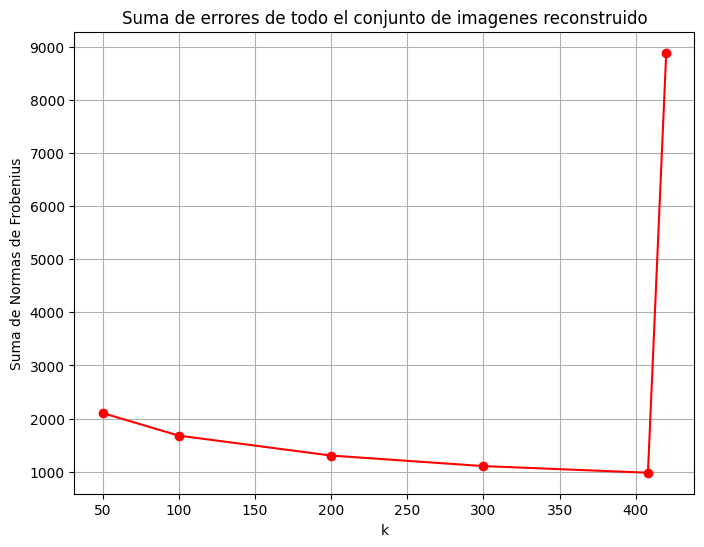 Suma de errores de todo el conjunto de imagenes reconstruido
Suma de Normas de Frobenius
9000
8000
7000
6000
5000
4000
3000
2000
1000
50 100 150 200 250 300 350 400
k